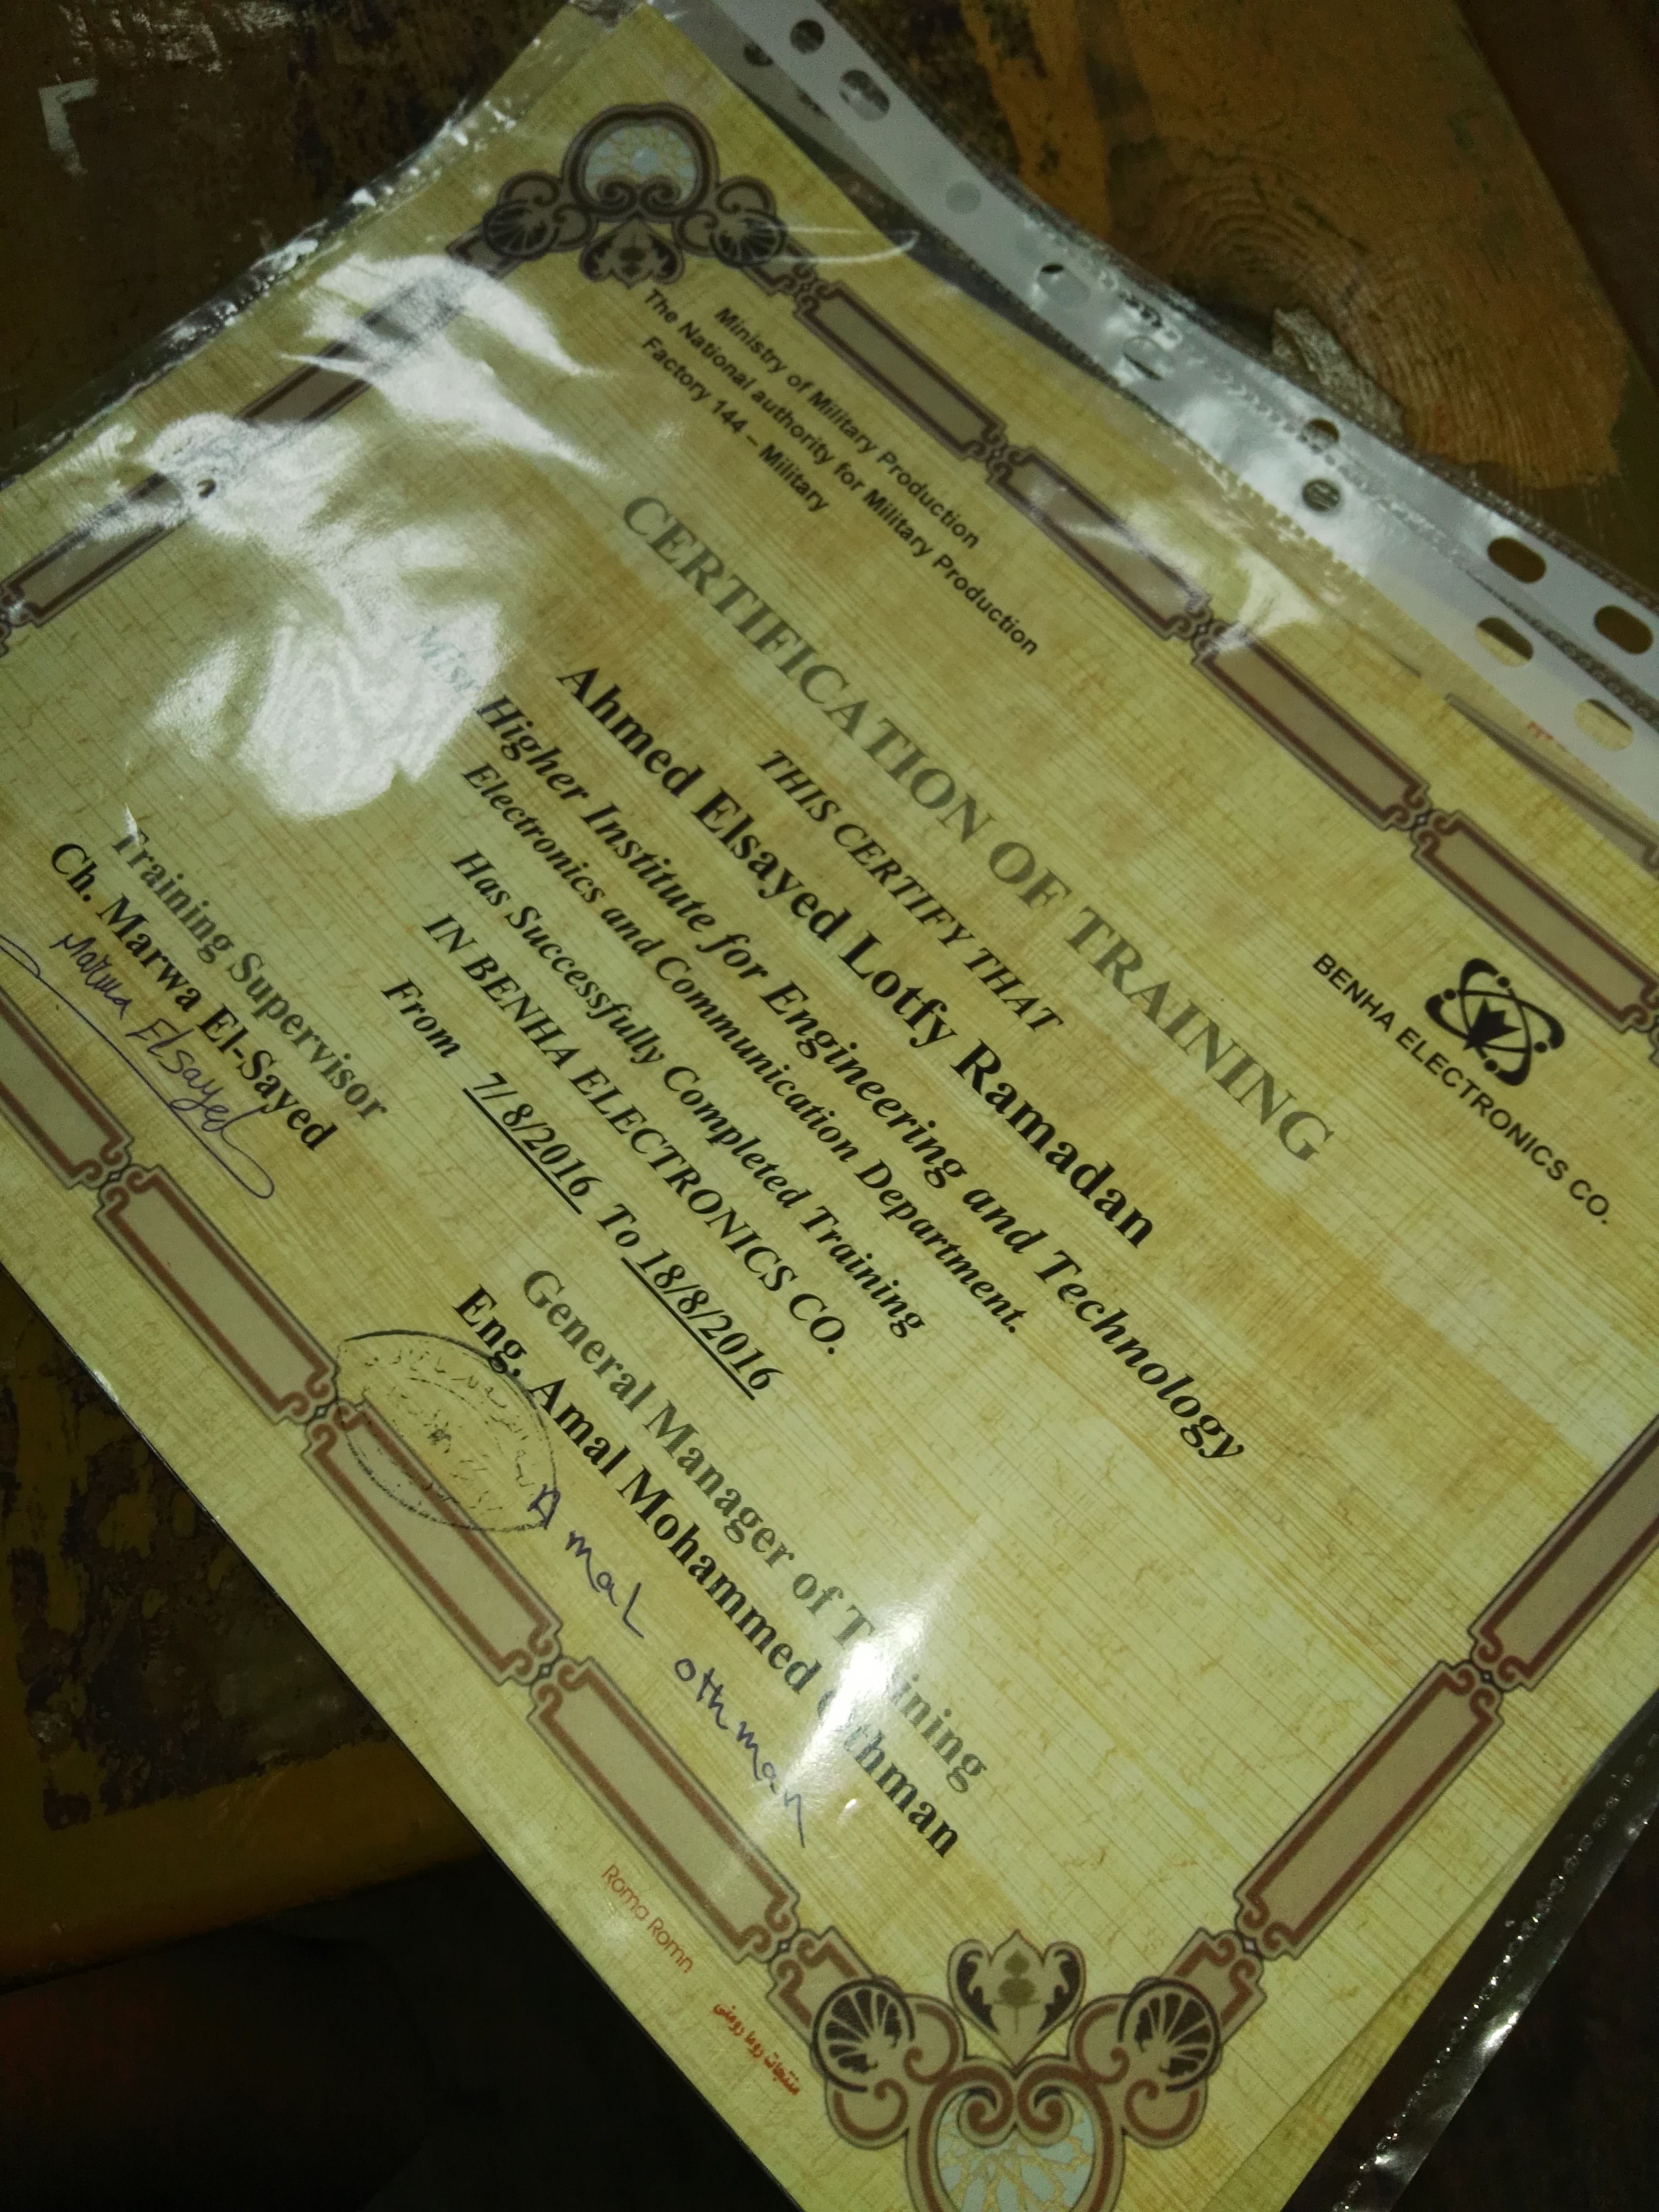 Ministry of Military Production
The National authority for Military Production
Factory 144 – Military
BENHA ELECTRONICS CO.
CERTIFICATION OF TRAINING
THIS CERTIFY THAT
Ahmed Elsayed Lotfy Ramadan
Misr Higher Institute for Engineering and Technology
Electronics and Communication Department.
Has Successfully Completed Training
IN BENHA ELECTRONICS CO.
From 7/8/2016 To 18/8/2016
Training Supervisor
Ch. Marwa El-Sayed
Marwa Elsayed
General Manager of Training
Eng. Amal Mohammed Othman
Amal othman
Roma Romn
منتجات روما رومنى